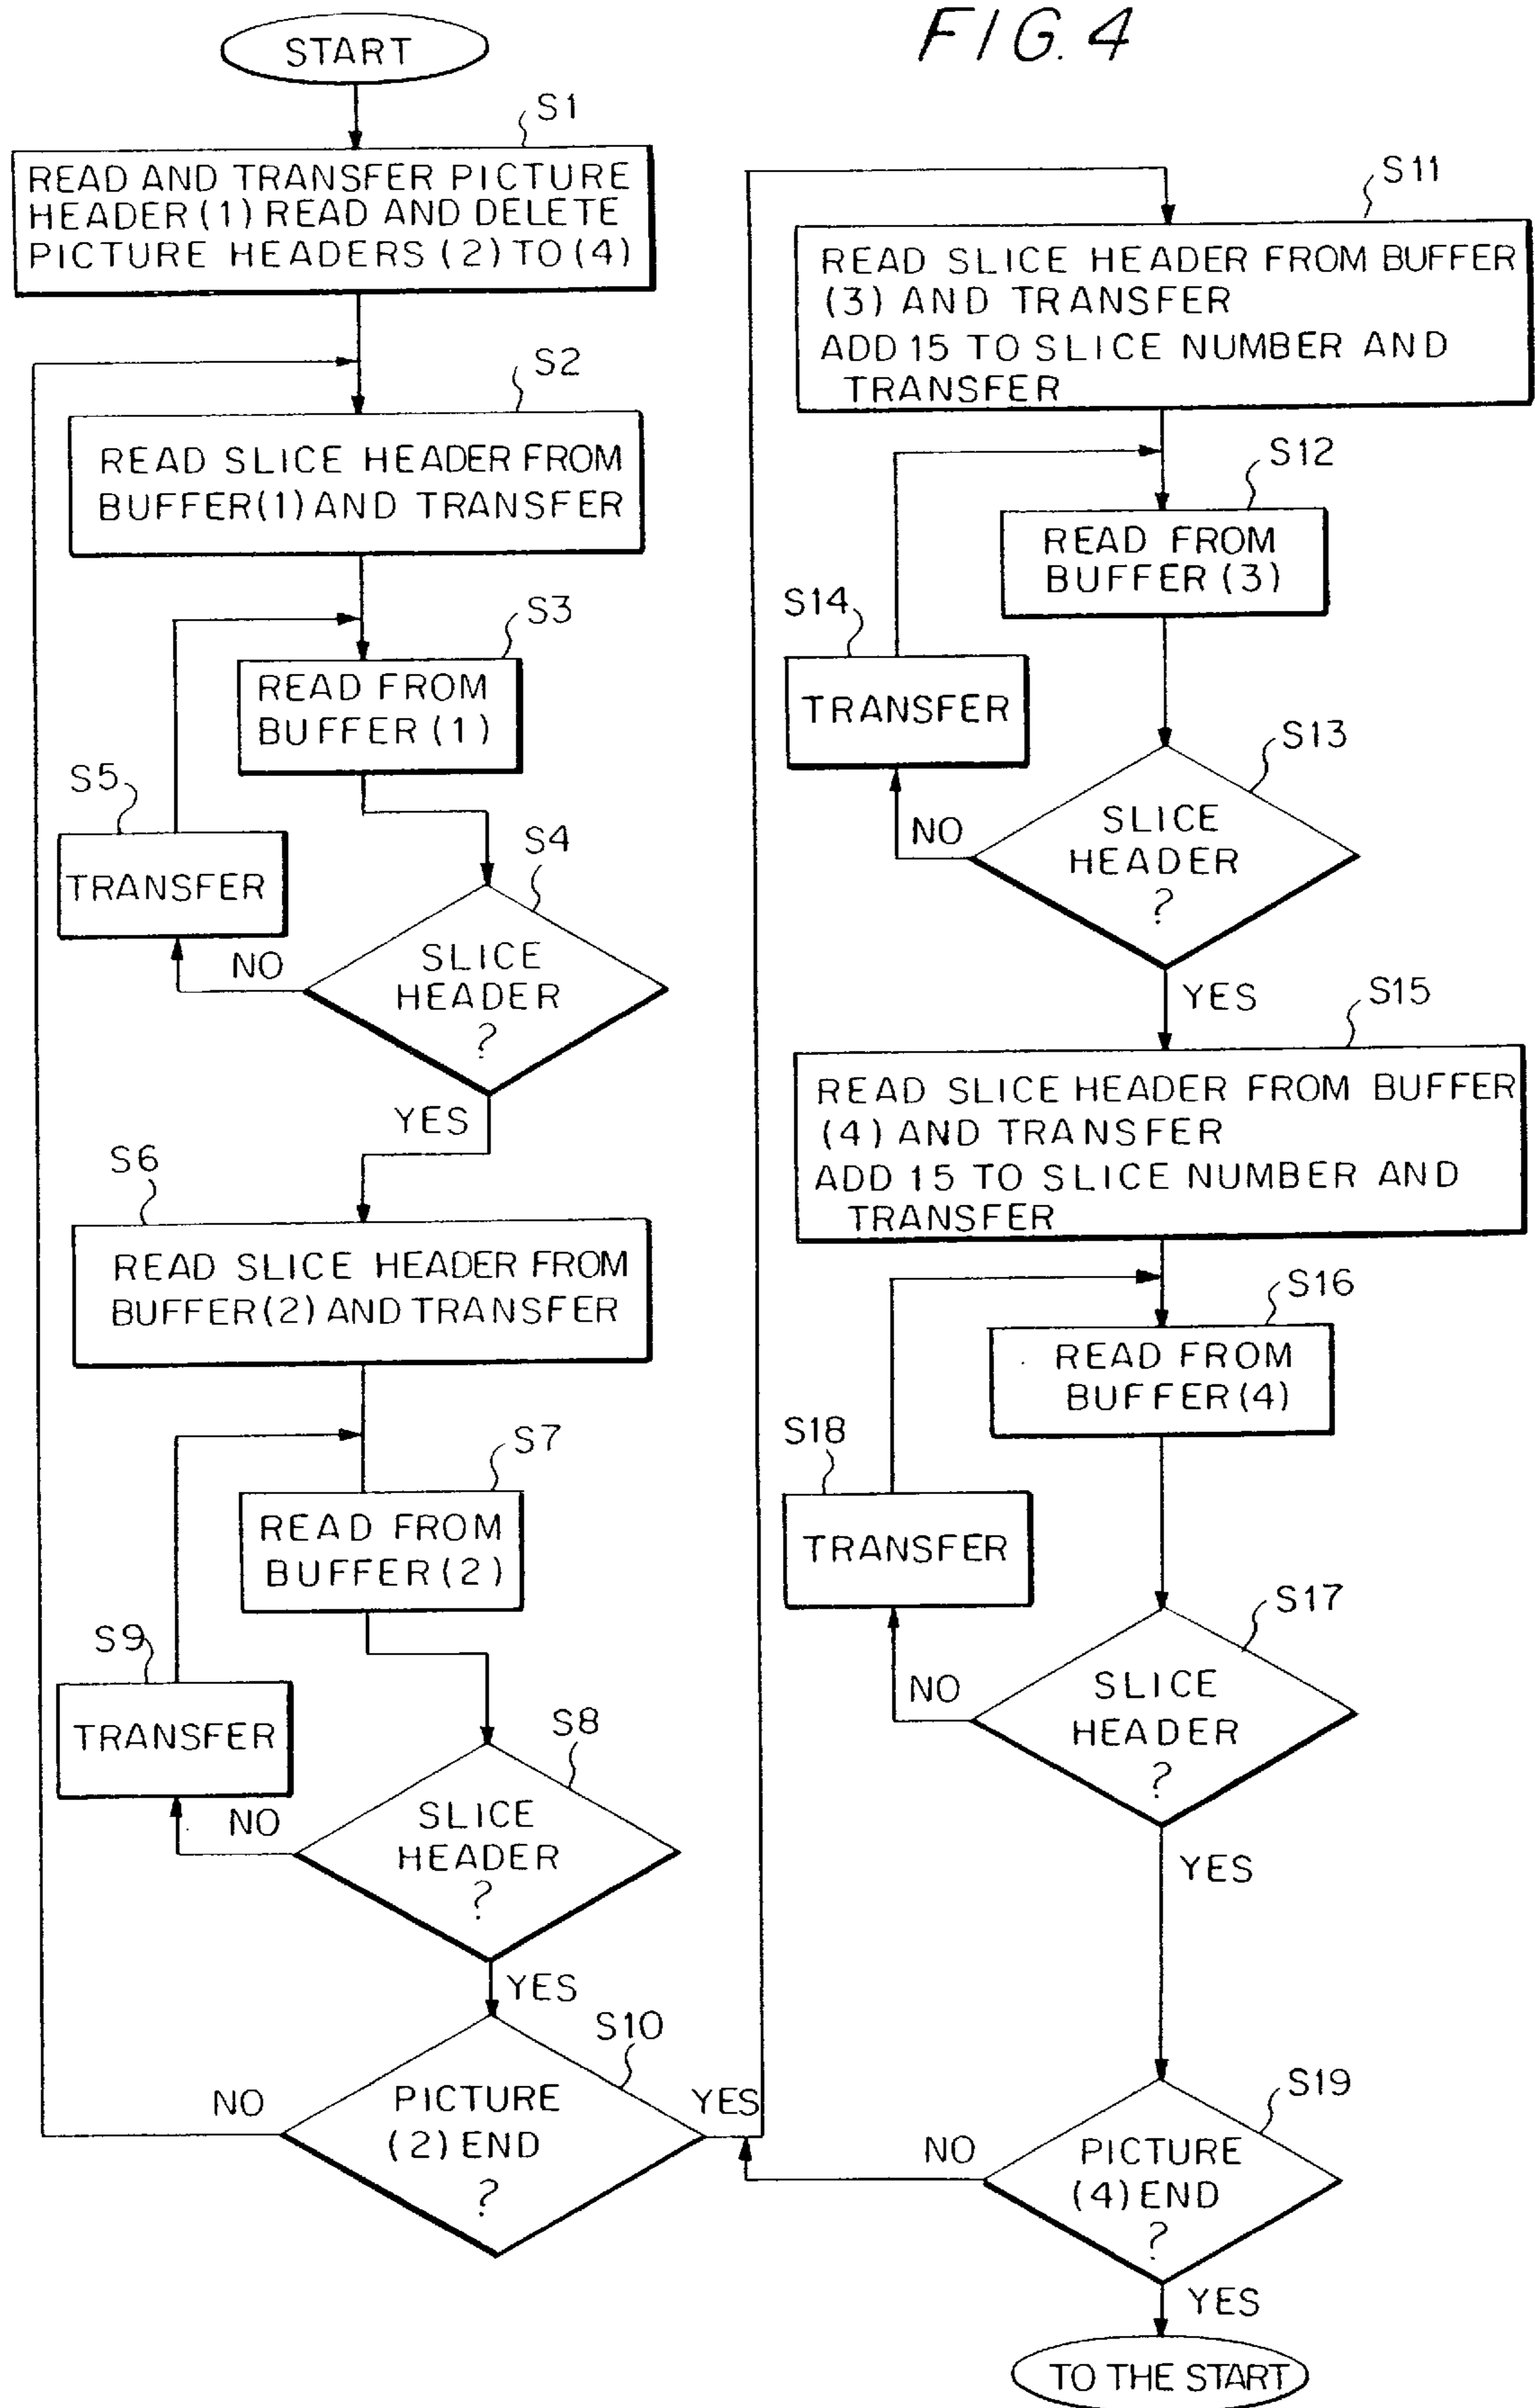 FIG. 4
START
S1
READ AND TRANSFER PICTURE
HEADER(1) READ AND DELETE
PICTURE HEADERS (2) TO (4)
S2
READ SLICE HEADER FROM
BUFFER(1) AND TRANSFER
S3
READ FROM
BUFFER (1)
S5
TRANSFER
S4
SLICE
HEADER
?
NO
YES
S6
READ SLICE HEADER FROM
BUFFER(2) AND TRANSFER
S7
READ FROM
BUFFER(2)
S9
TRANSFER
S8
SLICE
HEADER
?
NO
YES
S10
PICTURE
(2) END
?
NO
YES
S11
READ SLICE HEADER FROM BUFFER
(3) AND TRANSFER
ADD 15 TO SLICE NUMBER AND
TRANSFER
S12
READ FROM
BUFFER (3)
S14
TRANSFER
S13
SLICE
HEADER
?
NO
YES
S15
READ SLICE HEADER FROM BUFFER
(4) AND TRANSFER
ADD 15 TO SLICE NUMBER AND
TRANSFER
S16
READ FROM
BUFFER(4)
S18
TRANSFER
S17
SLICE
HEADER
?
NO
YES
S19
PICTURE
(4) END
?
NO
YES
TO THE START